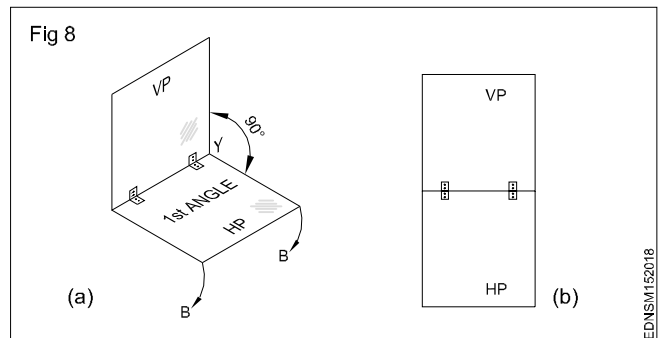 Fig 8
VP
90°
Y
1st ANGLE
HP
B
B
(a)
VP
HP
(b)
EDNSM152018